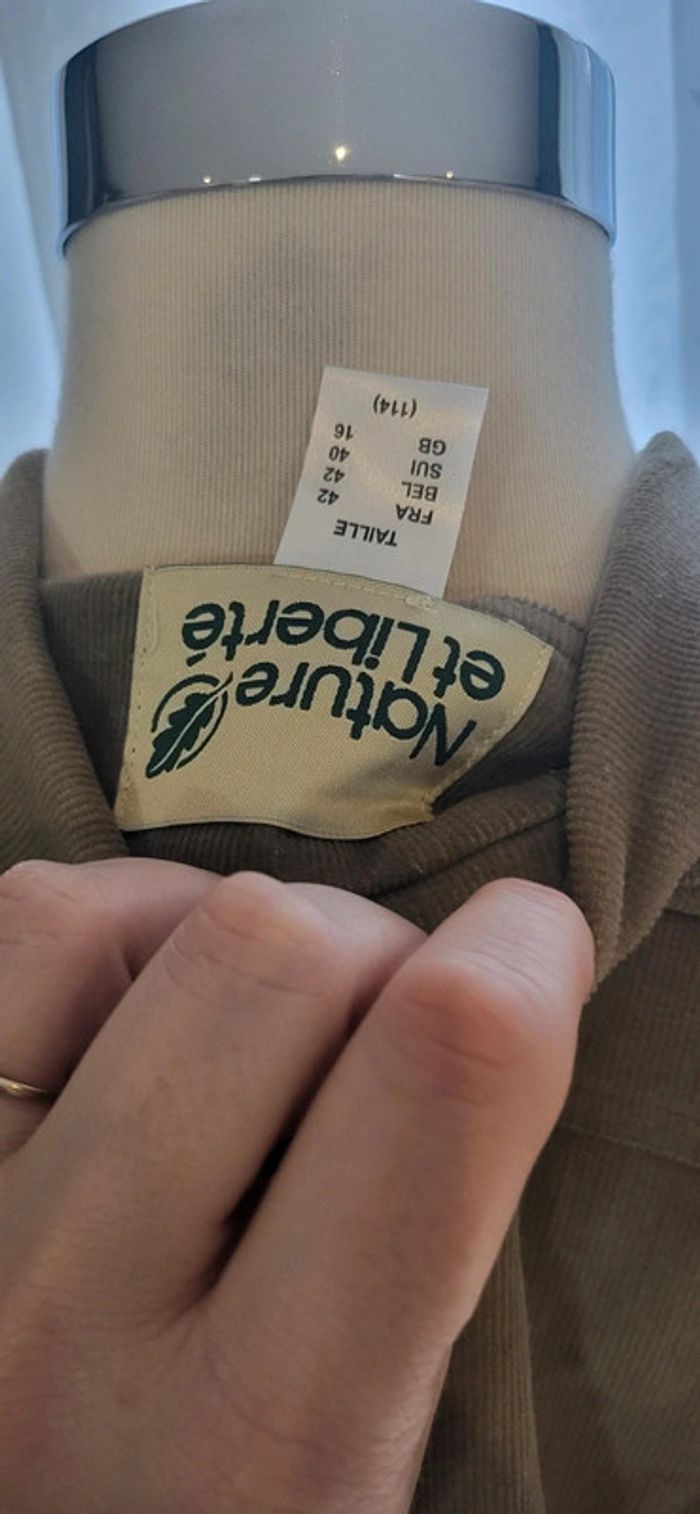 Nature
et Liberté
TAILLE
FRA 42
BEL 42
SUI 40
GB 16
(114)